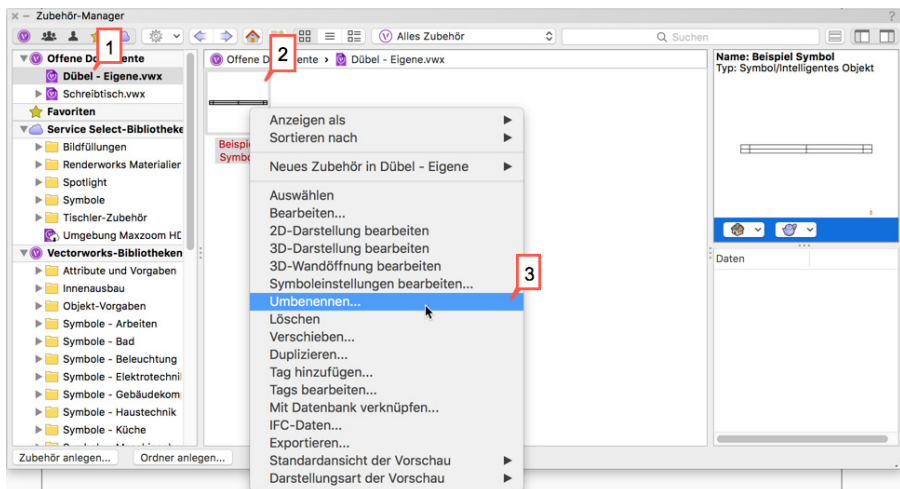 Zubehör-Manager
?
Alles Zubehör
Suchen
1
2
3
Offene Do
Dübel - Eigene.vwx
Schreibtisch.vwx
Favoriten
Service Select-Bibliotheke
Bildfüllungen
Renderworks Materialier
Spotlight
Symbole
Tischler-Zubehör
Umgebung Maxzoom HD
Vectorworks-Bibliotheken
Attribute und Vorgaben
Innenausbau
Objekt-Vorgaben
Symbole - Arbeiten
Symbole - Bad
Symbole - Beleuchtung
Symbole - Elektrotechni
Symbole - Gebäudekom
Symbole - Haustechnik
Symbole - Küche
Zubehör anlegen...
Ordner anlegen...
Offene D ente › Dübel - Eigene.vwx
Beispie
Symbo
Anzeigen als
Sortieren nach
Neues Zubehör in Dübel - Eigene
Auswählen
Bearbeiten...
2D-Darstellung bearbeiten
3D-Darstellung bearbeiten
3D-Wandöffnung bearbeiten
Symboleinstellungen bearbeiten...
Umbenennen...
Löschen
Verschieben...
Duplizieren...
Tag hinzufügen...
Tags bearbeiten...
Mit Datenbank verknüpfen...
IFC-Daten...
Exportieren...
Standardansicht der Vorschau
Darstellungsart der Vorschau
Name: Beispiel Symbol
Typ: Symbol/Intelligentes Objekt
Daten